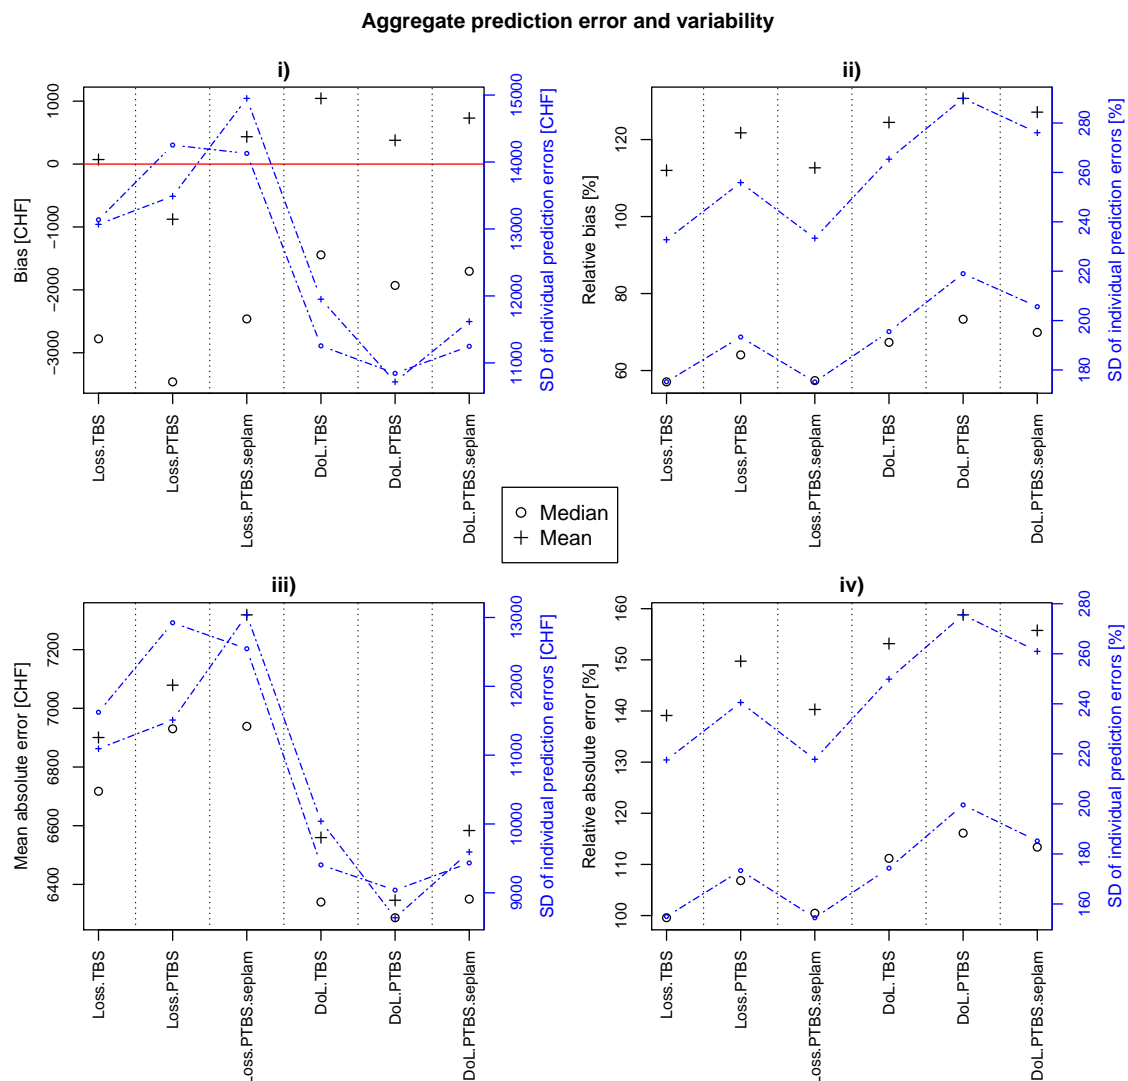 Aggregate prediction error and variability
i)
Bias [CHF]
1000
0
−1000
−2000
−3000
SD of individual prediction errors [CHF]
15000
14000
13000
12000
11000
Loss.TBS
Loss.PTBS
Loss.PTBS.seplam
DoL.TBS
DoL.PTBS
DoL.PTBS.seplam
ii)
Relative bias [%]
120
100
80
60
SD of individual prediction errors [%]
280
260
240
220
200
180
Loss.TBS
Loss.PTBS
Loss.PTBS.seplam
DoL.TBS
DoL.PTBS
DoL.PTBS.seplam
Median
Mean
iii)
Mean absolute error [CHF]
7200
7000
6800
6600
6400
SD of individual prediction errors [CHF]
13000
12000
11000
10000
9000
Loss.TBS
Loss.PTBS
Loss.PTBS.seplam
DoL.TBS
DoL.PTBS
DoL.PTBS.seplam
iv)
Relative absolute error [%]
160
150
140
130
120
110
100
SD of individual prediction errors [%]
280
260
240
220
200
180
160
Loss.TBS
Loss.PTBS
Loss.PTBS.seplam
DoL.TBS
DoL.PTBS
DoL.PTBS.seplam